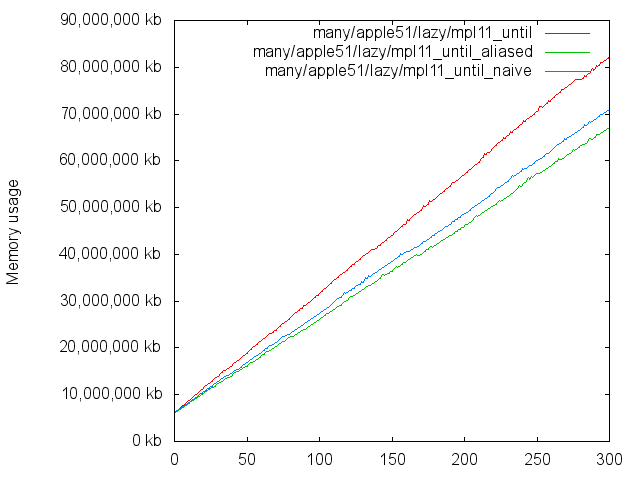 90,000,000 kb
80,000,000 kb
70,000,000 kb
60,000,000 kb
50,000,000 kb
40,000,000 kb
30,000,000 kb
20,000,000 kb
10,000,000 kb
0 kb
Memory usage
many/apple51/lazy/mpl11_until
many/apple51/lazy/mpl11_until_aliased
many/apple51/lazy/mpl11_until_naive
0 50 100 150 200 250 300